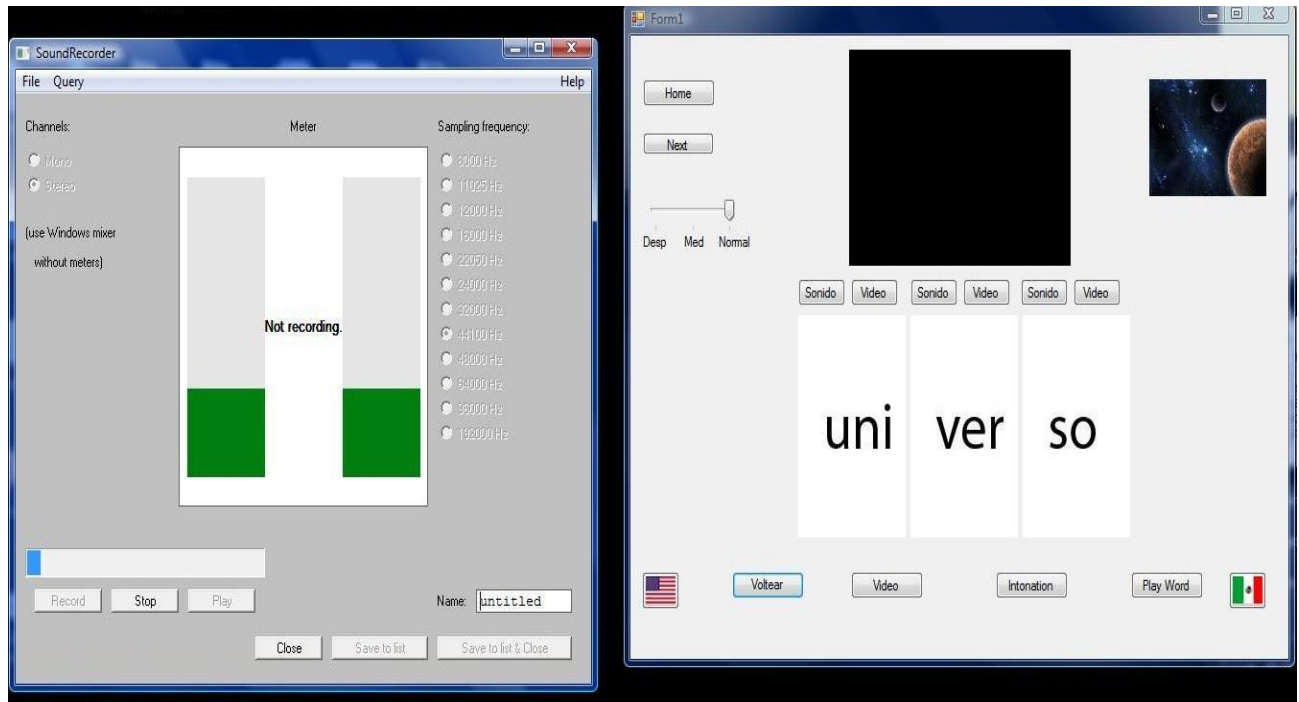 SoundRecorder
File Query Help
Channels:
Mono
Stereo
(use Windows mixer
without meters)
Meter
Not recording.
Sampling frequency:
8000 Hz
11025 Hz
12000 Hz
16000 Hz
22050 Hz
24000 Hz
32000 Hz
44100 Hz
48000 Hz
64000 Hz
96000 Hz
192000 Hz
Record Stop Play
Name: untitled
Close Save to list Save to list & Close
Form1
Home
Next
Desp Med Normal
Sonido Video Sonido Video Sonido Video
uni ver so
Voltear Video Intonation Play Word